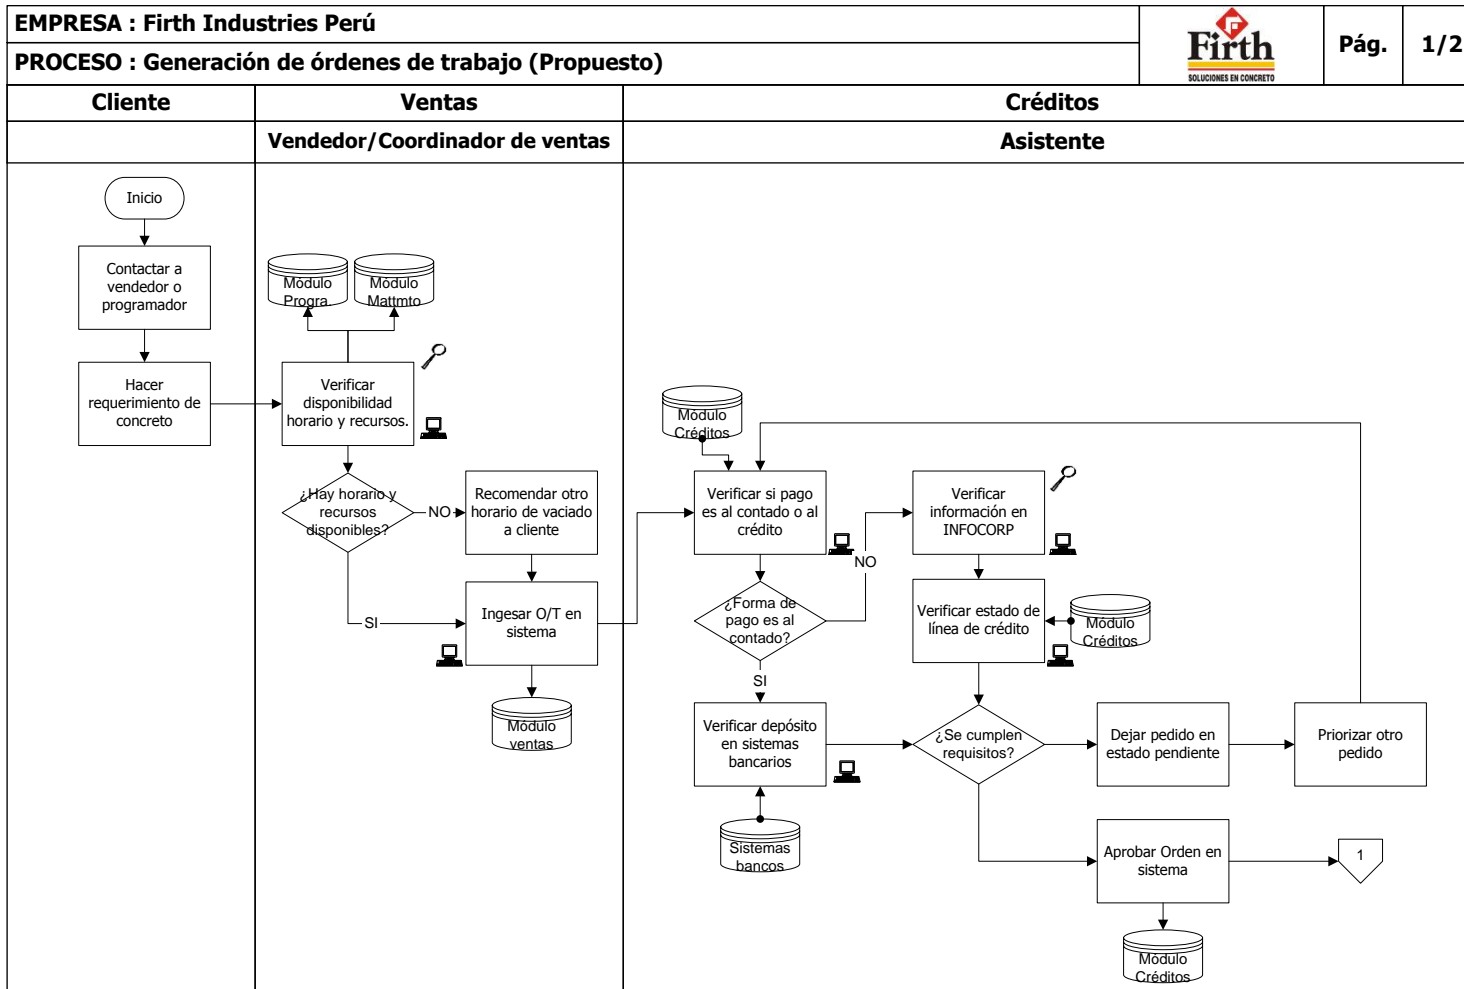 EMPRESA : Firth Industries Perú
PROCESO : Generación de órdenes de trabajo (Propuesto)
Firth
SOLUCIONES EN CONCRETO
Pág.
1/2
Cliente
Ventas
Créditos
Vendedor/Coordinador de ventas
Asistente
Inicio
Contactar a
vendedor o
programador
Hacer
requerimiento de
concreto
Módulo
Progra.
Módulo
Mattmto
Verificar
disponibilidad
horario y recursos.
¿Hay horario y
recursos
disponibles?
NO
Recomendar otro
horario de vaciado
a cliente
SI
Ingesar O/T en
sistema
Módulo
ventas
Módulo
Créditos
Verificar si pago
es al contado o al
crédito
¿Forma de
pago es al
contado?
NO
SI
Verificar depósito
en sistemas
bancarios
Sistemas
bancos
Verificar
información en
INFOCORP
Verificar estado de
línea de crédito
Módulo
Créditos
¿Se cumplen
requisitos?
Dejar pedido en
estado pendiente
Priorizar otro
pedido
Aprobar Orden en
sistema
1
Módulo
Créditos